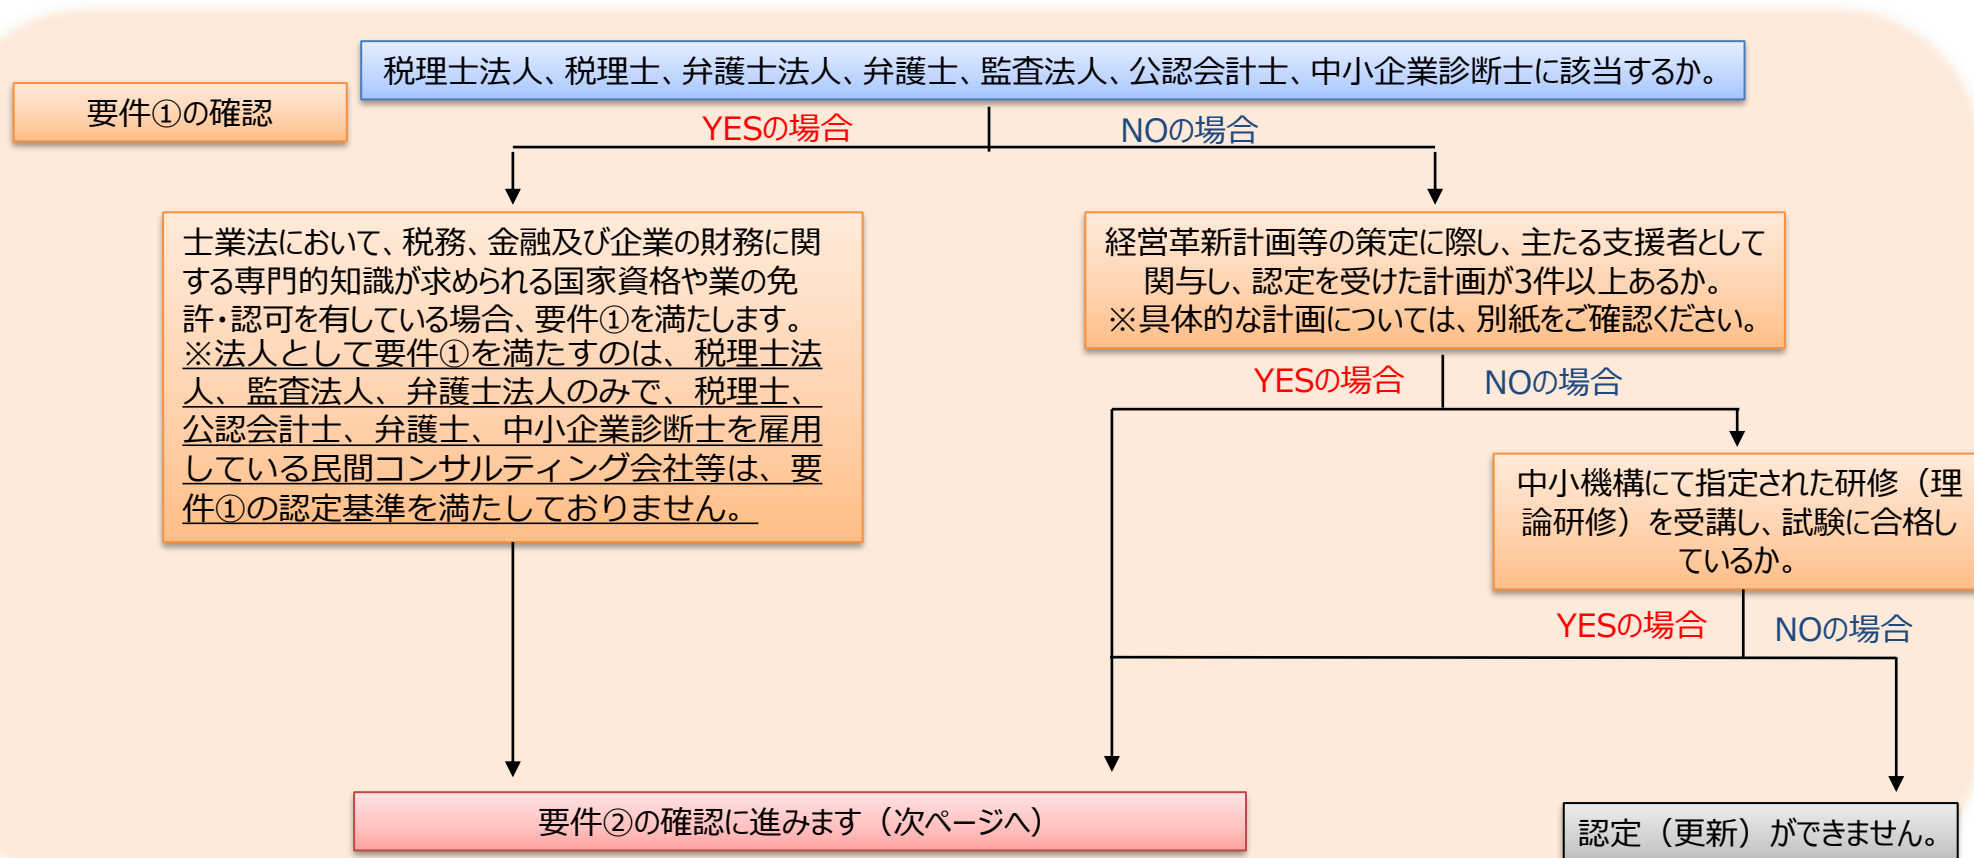 税理士法人、税理士、弁護士法人、弁護士、監査法人、公認会計士、中小企業診断士に該当するか。
要件①の確認
YESの場合
NOの場合
士業法において、税務、金融及び企業の財務に関
する専門的知識が求められる国家資格や業の免
許・認可を有している場合、要件①を満たします。
※法人として要件①を満たすのは、税理士法
人、監査法人、弁護士法人のみで、税理士、
公認会計士、弁護士、中小企業診断士を雇用
している民間コンサルティング会社等は、要
件①の認定基準を満たしておりません。
経営革新計画等の策定に際し、主たる支援者として
関与し、認定を受けた計画が3件以上あるか。
※具体的な計画については、別紙をご確認ください。
YESの場合
NOの場合
中小機構にて指定された研修（理
論研修）を受講し、試験に合格し
ているか。
YESの場合
NOの場合
要件②の確認に進みます（次ページへ）
認定（更新）ができません。